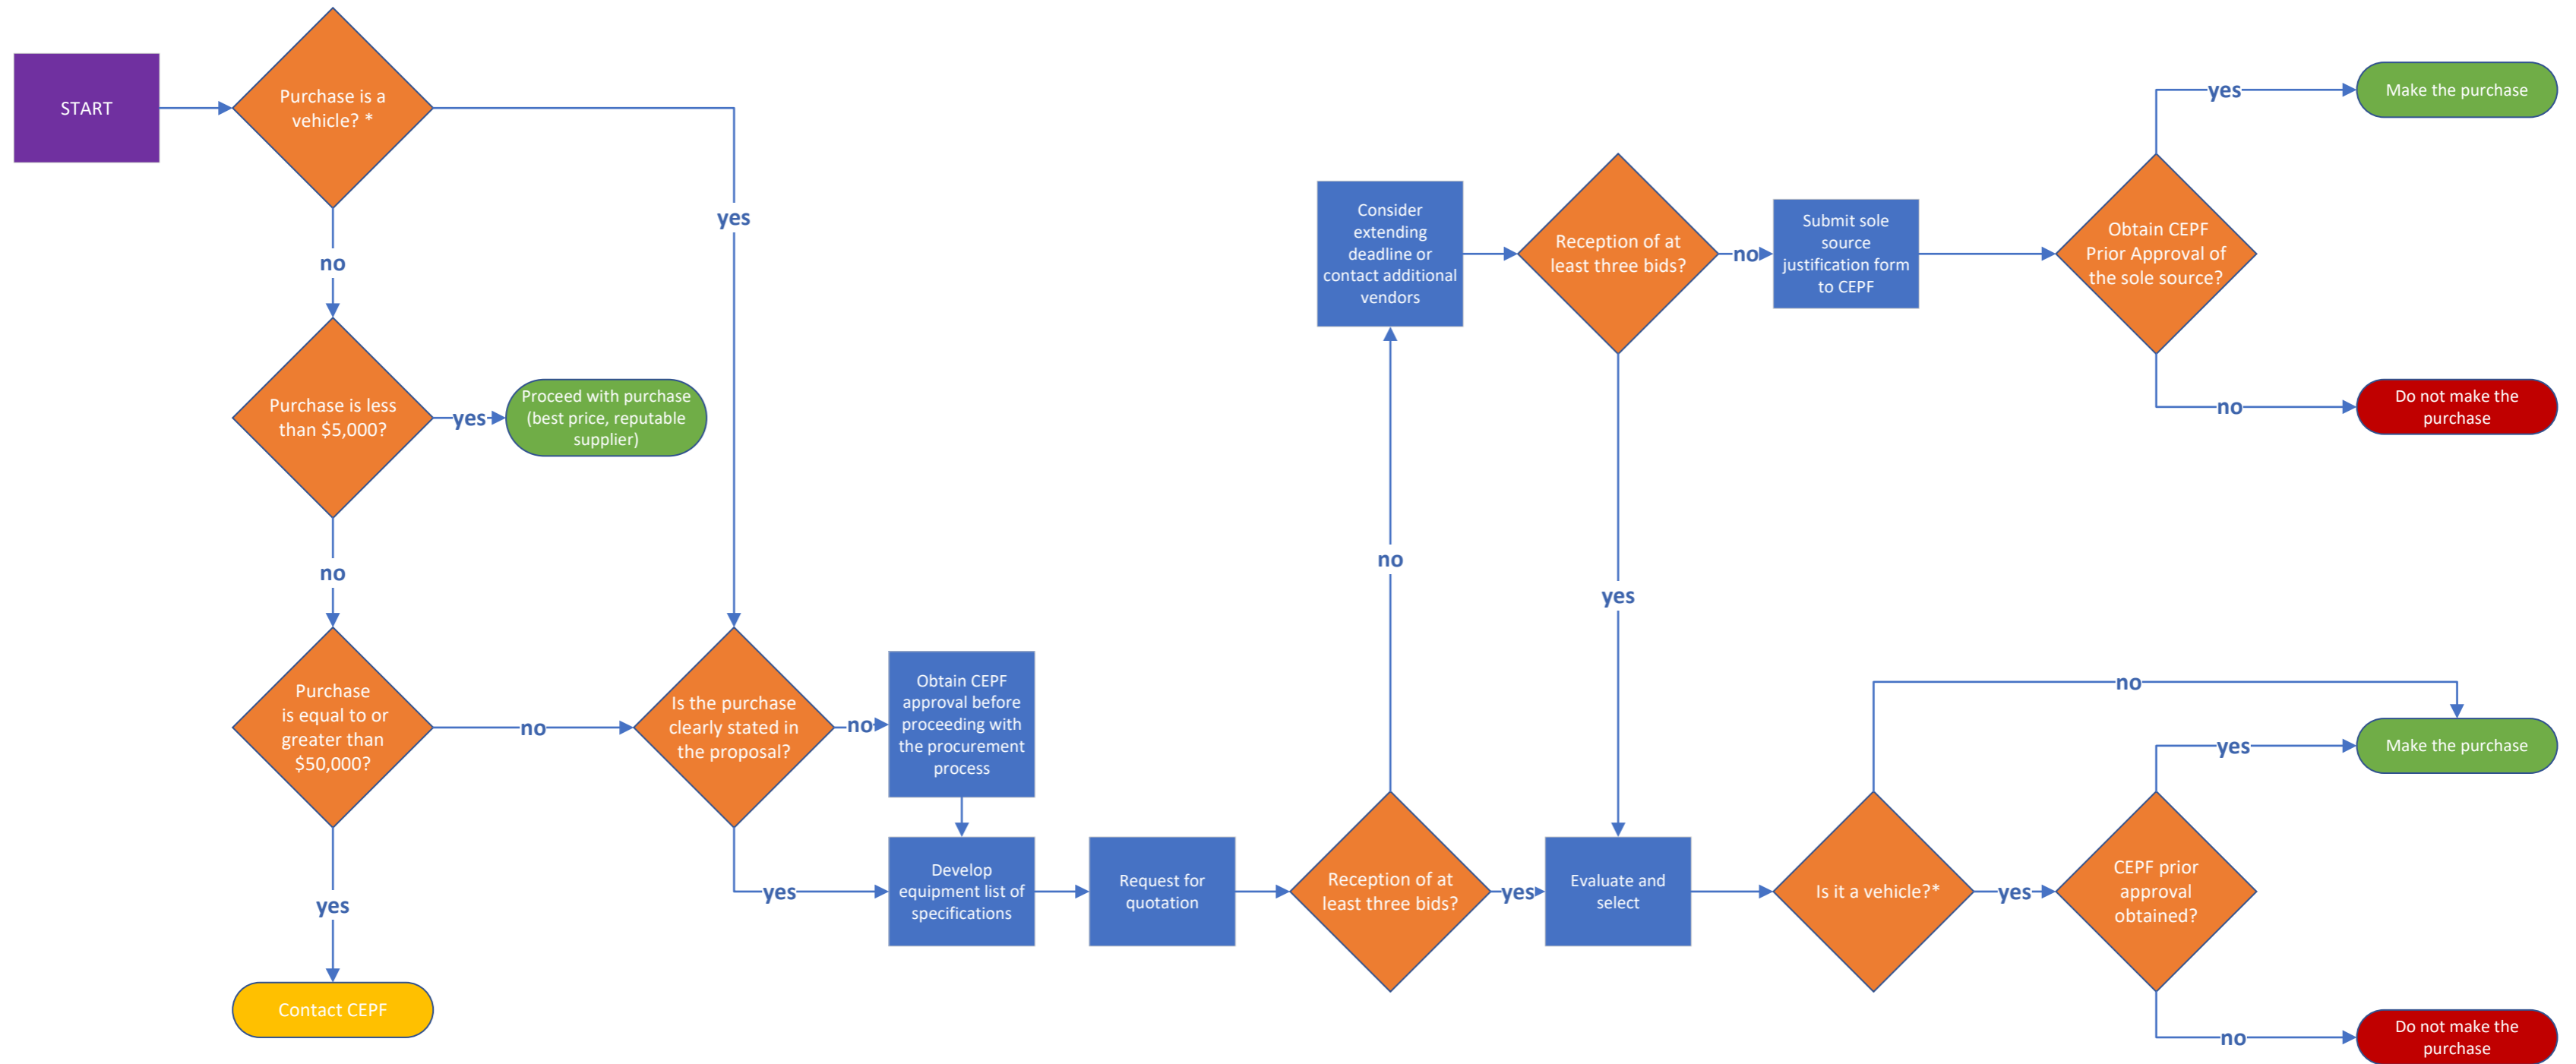 START
Purchase is a
vehicle? *
yes
no
Purchase is less
than $5,000?
yes
Proceed with purchase
(best price, reputable
supplier)
no
Purchase
is equal to or
greater than
$50,000?
no
yes
Contact CEPF
Is the purchase
clearly stated in
the proposal?
no
Obtain CEPF
approval before
proceeding with
the procurement
process
yes
Develop
equipment list of
specifications
Request for
quotation
Reception of at
least three bids?
no
Consider
extending
deadline or
contact additional
vendors
Reception of at
least three bids?
no
Submit sole
source
justification form
to CEPF
Obtain CEPF
Prior Approval of
the sole source?
yes
Make the purchase
no
Do not make the
purchase
yes
yes
Evaluate and
select
Is it a vehicle?*
no
yes
CEPF prior
approval
obtained?
yes
Make the purchase
no
Do not make the
purchase